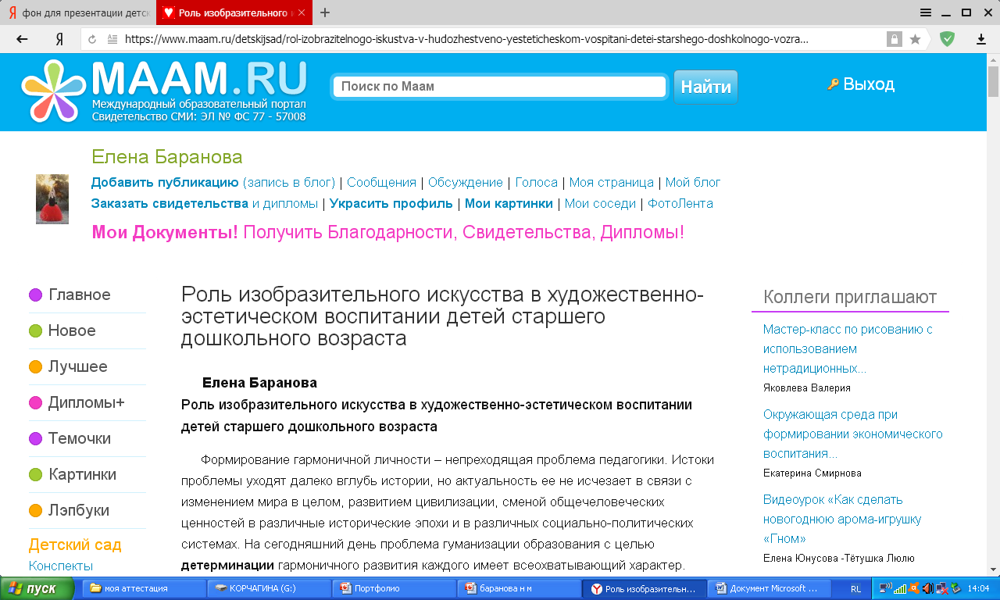 фон для презентации детск
Роль изобразительного
https://www.maam.ru/detskijsad/rol-izobrazitelnogo-iskustva-v-hudozhestveno-yesteticheskom-vospitani-detei-starshego-doshkolnogo-vozra...
MAAM.RU
Международный образовательный портал
Свидетельство СМИ: ЭЛ № ФС 77 - 57008
Поиск по Маам
Найти
Выход
Елена Баранова
Добавить публикацию (запись в блог) | Сообщения | Обсуждение | Голоса | Моя страница | Мой блог
Заказать свидетельства и дипломы | Украсить профиль | Мои картинки | Мои соседи | ФотоЛента
Мои Документы! Получить Благодарности, Свидетельства, Дипломы!
Главное
Новое
Лучшее
Дипломы+
Темочки
Картинки
Лэпбуки
Детский сад
Конспекты
Роль изобразительного искусства в художественно-
эстетическом воспитании детей старшего
дошкольного возраста
Елена Баранова
Роль изобразительного искусства в художественно-эстетическом воспитании
детей старшего дошкольного возраста
Формирование гармоничной личности – непреходящая проблема педагогики. Истоки
проблемы уходят далеко вглубь истории, но актуальность ее не исчезает в связи с
изменением мира в целом, развитием цивилизации, сменой общечеловеческих
ценностей в различные исторические эпохи и в различных социально-политических
системах. На сегодняшний день проблема гуманизации образования с целью
детерминации гармоничного развития каждого имеет всеохватывающий характер.
Коллеги приглашают
Мастер-класс по рисованию с
использованием
нетрадиционных...
Яковлева Валерия
Окружающая среда при
формировании экономического
воспитания...
Екатерина Смирнова
Видеоурок «Как сделать
новогоднюю арома-игрушку
«Гном»
Елена Юнусова -Тётушка Люлю
пуск
моя аттестация
КОРЧАГИНА (G:)
Портфолио
баранова н м
Роль изобразительн...
Документ Microsoft ...
RL
14:04